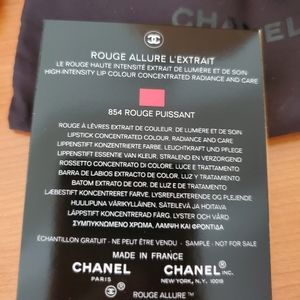 CHANEL
ROUGE ALLURE L'EXTRAIT
LE ROUGE HAUTE INTENSITÉ EXTRAIT DE LUMIÈRE ET DE SOIN
HIGH-INTENSITY LIP COLOUR CONCENTRATED RADIANCE AND CARE
854 ROUGE PUISSANT
ROUGE À LÈVRES EXTRAIT DE COULEUR, DE LUMIÈRE ET DE SOIN
LIPSTICK CONCENTRATED COLOUR, RADIANCE AND CARE
LIPPENSTIFT KONZENTRIERTE FARBE, LEUCHTKRAFT UND PFLEGE
LIPPENSTIFT ESSENTIE VAN KLEUR, STRALEN EN VERZORGEND
ROSSETTO CONCENTRATO DI COLORE, LUCE E TRATTAMENTO
BARRA DE LABIOS EXTRACTO DE COLOR, LUZ Y TRATAMIENTO
BATOM EXTRATO DE COR, DE LUZ E DE TRATAMENTO
LÆBESTIFT KONCENTRERET FARVE, LYSREFLEKTERENDE OG PLEJENDE
HUULIPUNA VÄRIKYLLÄINEN, SÄTEILEVÄ JA HOITAVA
LÄPPSTIFT KONCENTRERAD FÄRG, LYSTER OCH VÅRD
ΣΥΜΠΥΚΝΩΜΕΝΟ ΧΡΩΜΑ, ΛΑΜΨΗ ΚΑΙ ΦΡΟΝΤΙΔΑ
ÉCHANTILLON GRATUIT - NE PEUT ÊTRE VENDU - SAMPLE - NOT FOR SALE
MADE IN FRANCE
CHANEL CHANEL INC.
PARIS NEW YORK, N.Y. 10019
ROUGE ALLURE™